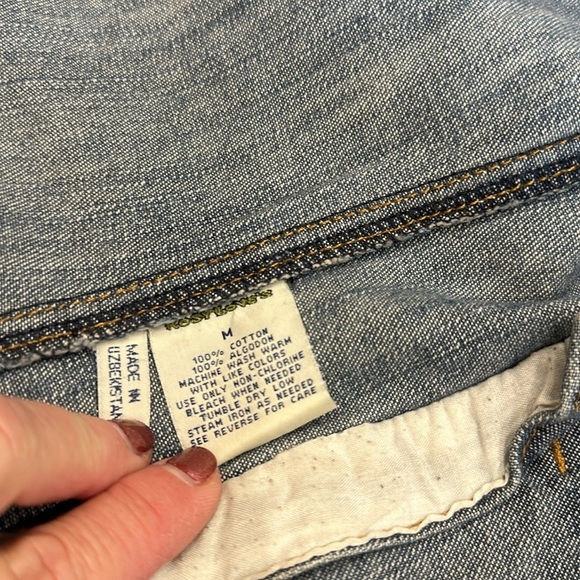 MADE IN
UZBEKISTAN
M
100% COTTON
100% ALGODON
MACHINE WASH WARM
WITH LIKE COLORS
USE ONLY NON-CHLORINE
BLEACH WHEN NEEDED
TUMBLE DRY LOW
STEAM IRON AS NEEDED
SEE REVERSE FOR CARE